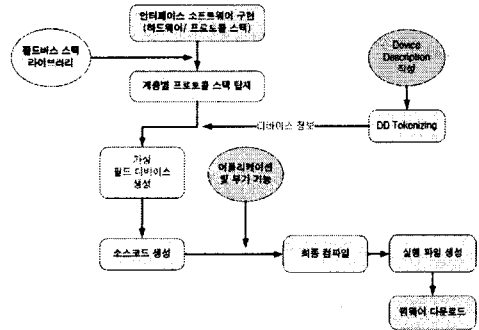 인터페이스 소프트웨어 구현
(하드웨어/ 프로토콜 스택)
필드버스 스택
라이브러리
Device
Description
작성
계층별 프로토콜 스택 탑재
디바이스 정보
DD Tokenizing
가상
필드 디바이스
생성
어플리케이션
및 부가 기능
소스코드 생성
최종 컴파일
실행 파일 생성
펌웨어 다운로드